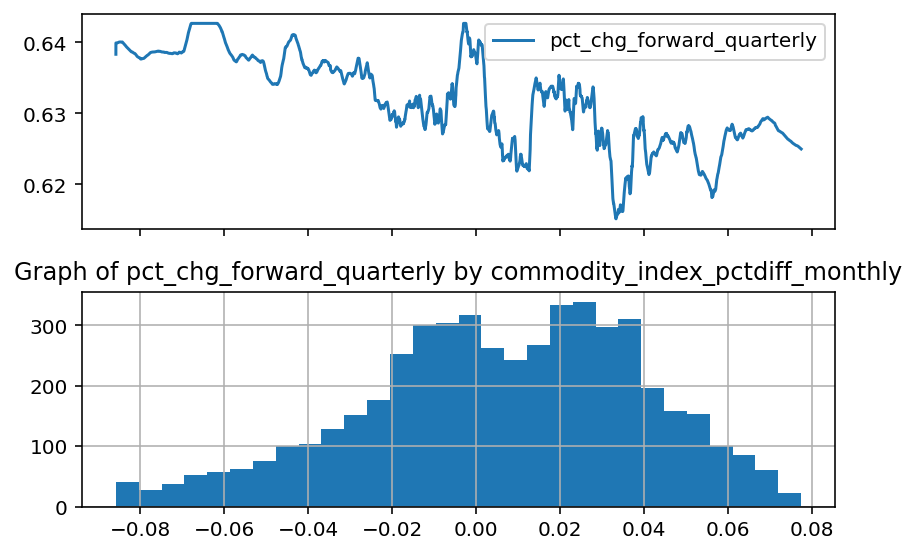 0.64
0.63
0.62
pct_chg_forward_quarterly
Graph of pct_chg_forward_quarterly by commodity_index_pctdiff_monthly
300
200
100
0
−0.08 −0.06 −0.04 −0.02 0.00 0.02 0.04 0.06 0.08